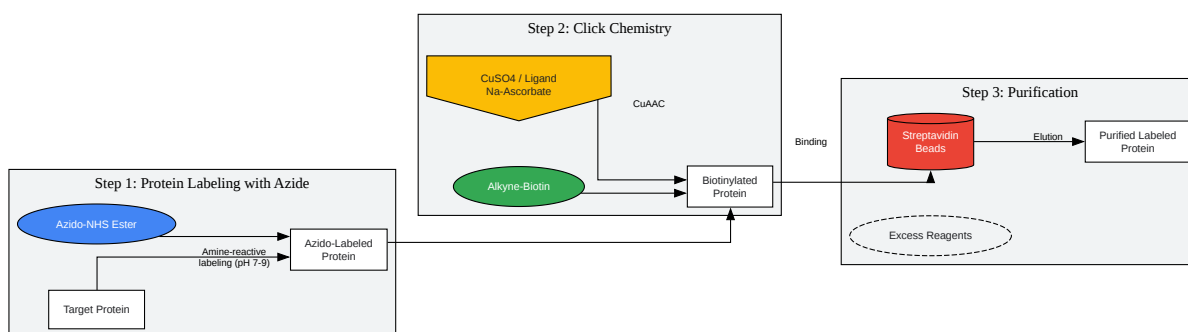 Step 1: Protein Labeling with Azide
Azido-NHS Ester
Amine-reactive
labeling (pH 7-9)
Azido-Labeled
Protein
Target Protein
Step 2: Click Chemistry
CuSO4 / Ligand
Na-Ascorbate
CuAAC
Alkyne-Biotin
Biotinylated
Protein
Binding
Step 3: Purification
Streptavidin
Beads
Elution
Purified Labeled
Protein
Excess Reagents